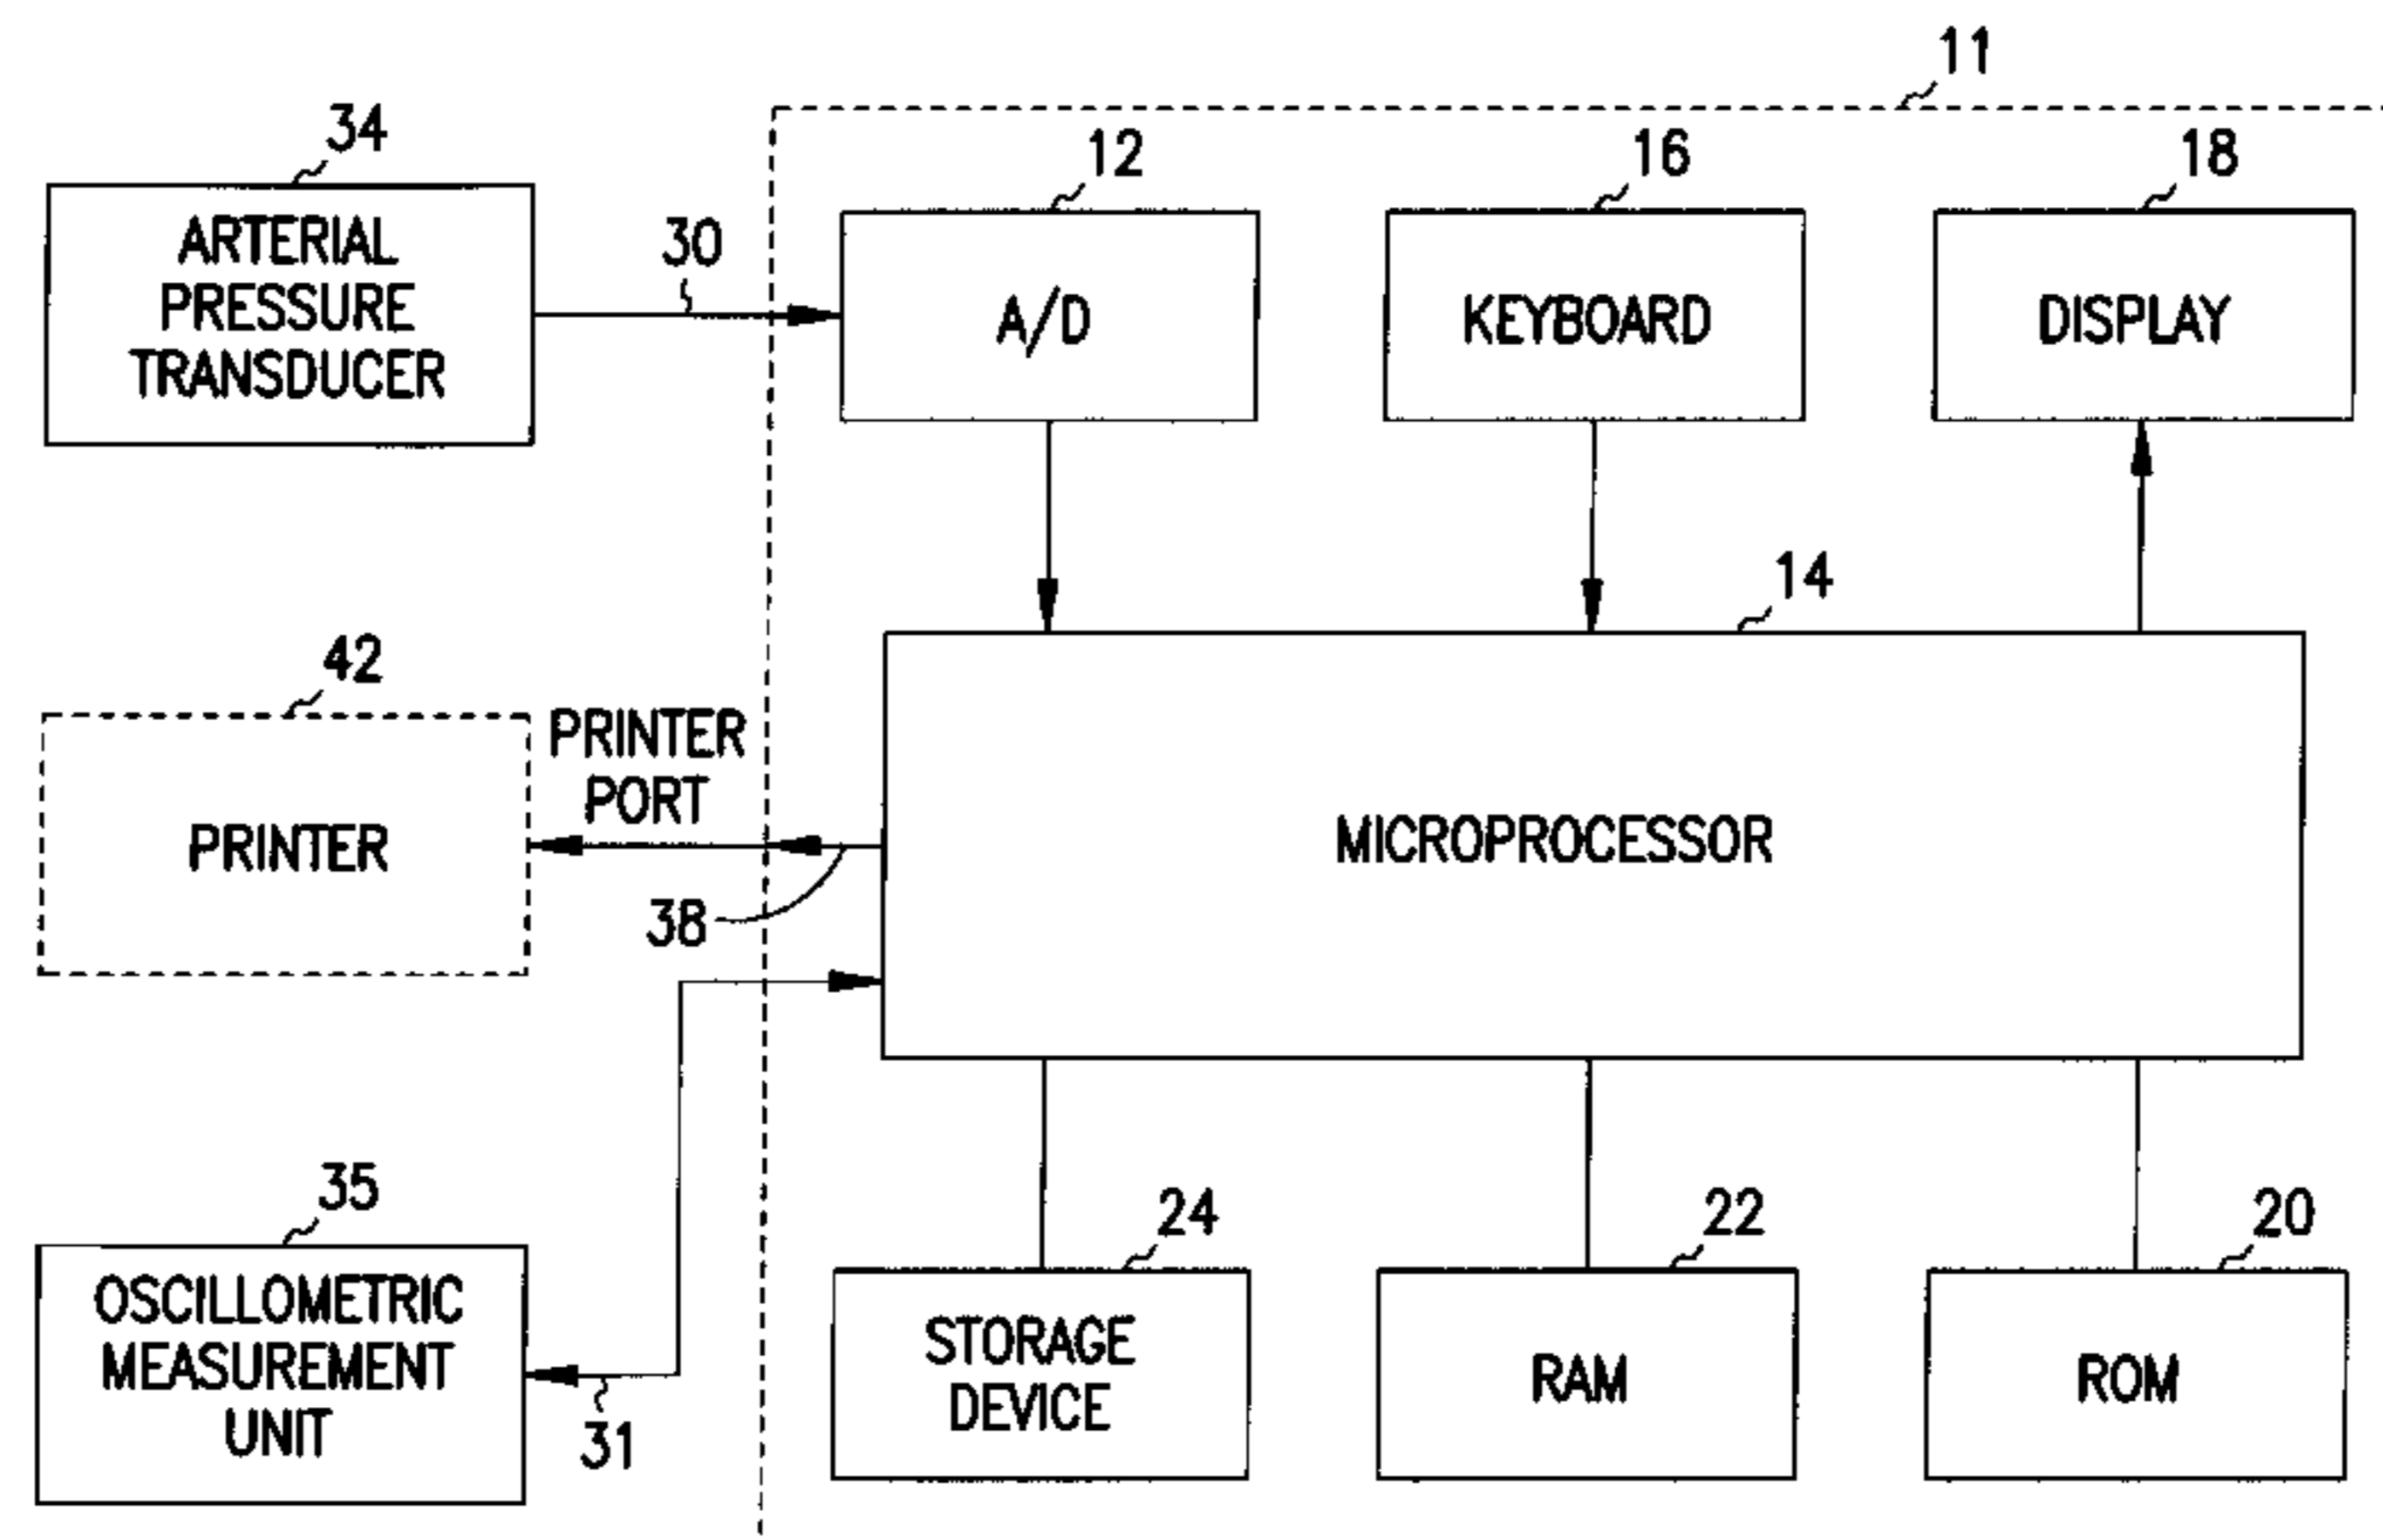 11
34
12
16
18
ARTERIAL
PRESSURE
TRANSDUCER
30
A/D
KEYBOARD
DISPLAY
14
42
PRINTER
PORT
PRINTER
MICROPROCESSOR
38
35
24
22
20
OSCILLOMETRIC
MEASUREMENT
UNIT
31
STORAGE
DEVICE
RAM
ROM